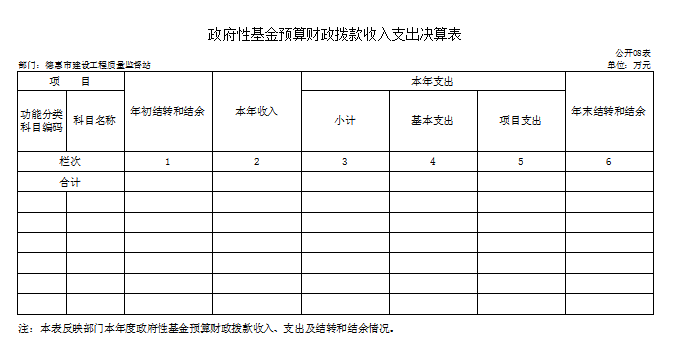 政府性基金预算财政拨款收入支出决算表
公开08表
部门：德惠市建设工程质量监督站 单位：万元
项 目 年初结转和结余 本年收入 本年支出 年末结转和结余
功能分类科目编码 科目名称 小计 基本支出 项目支出
栏次 1 2 3 4 5 6
合计
注：本表反映部门本年度政府性基金预算财政拨款收入、支出及结转和结余情况。